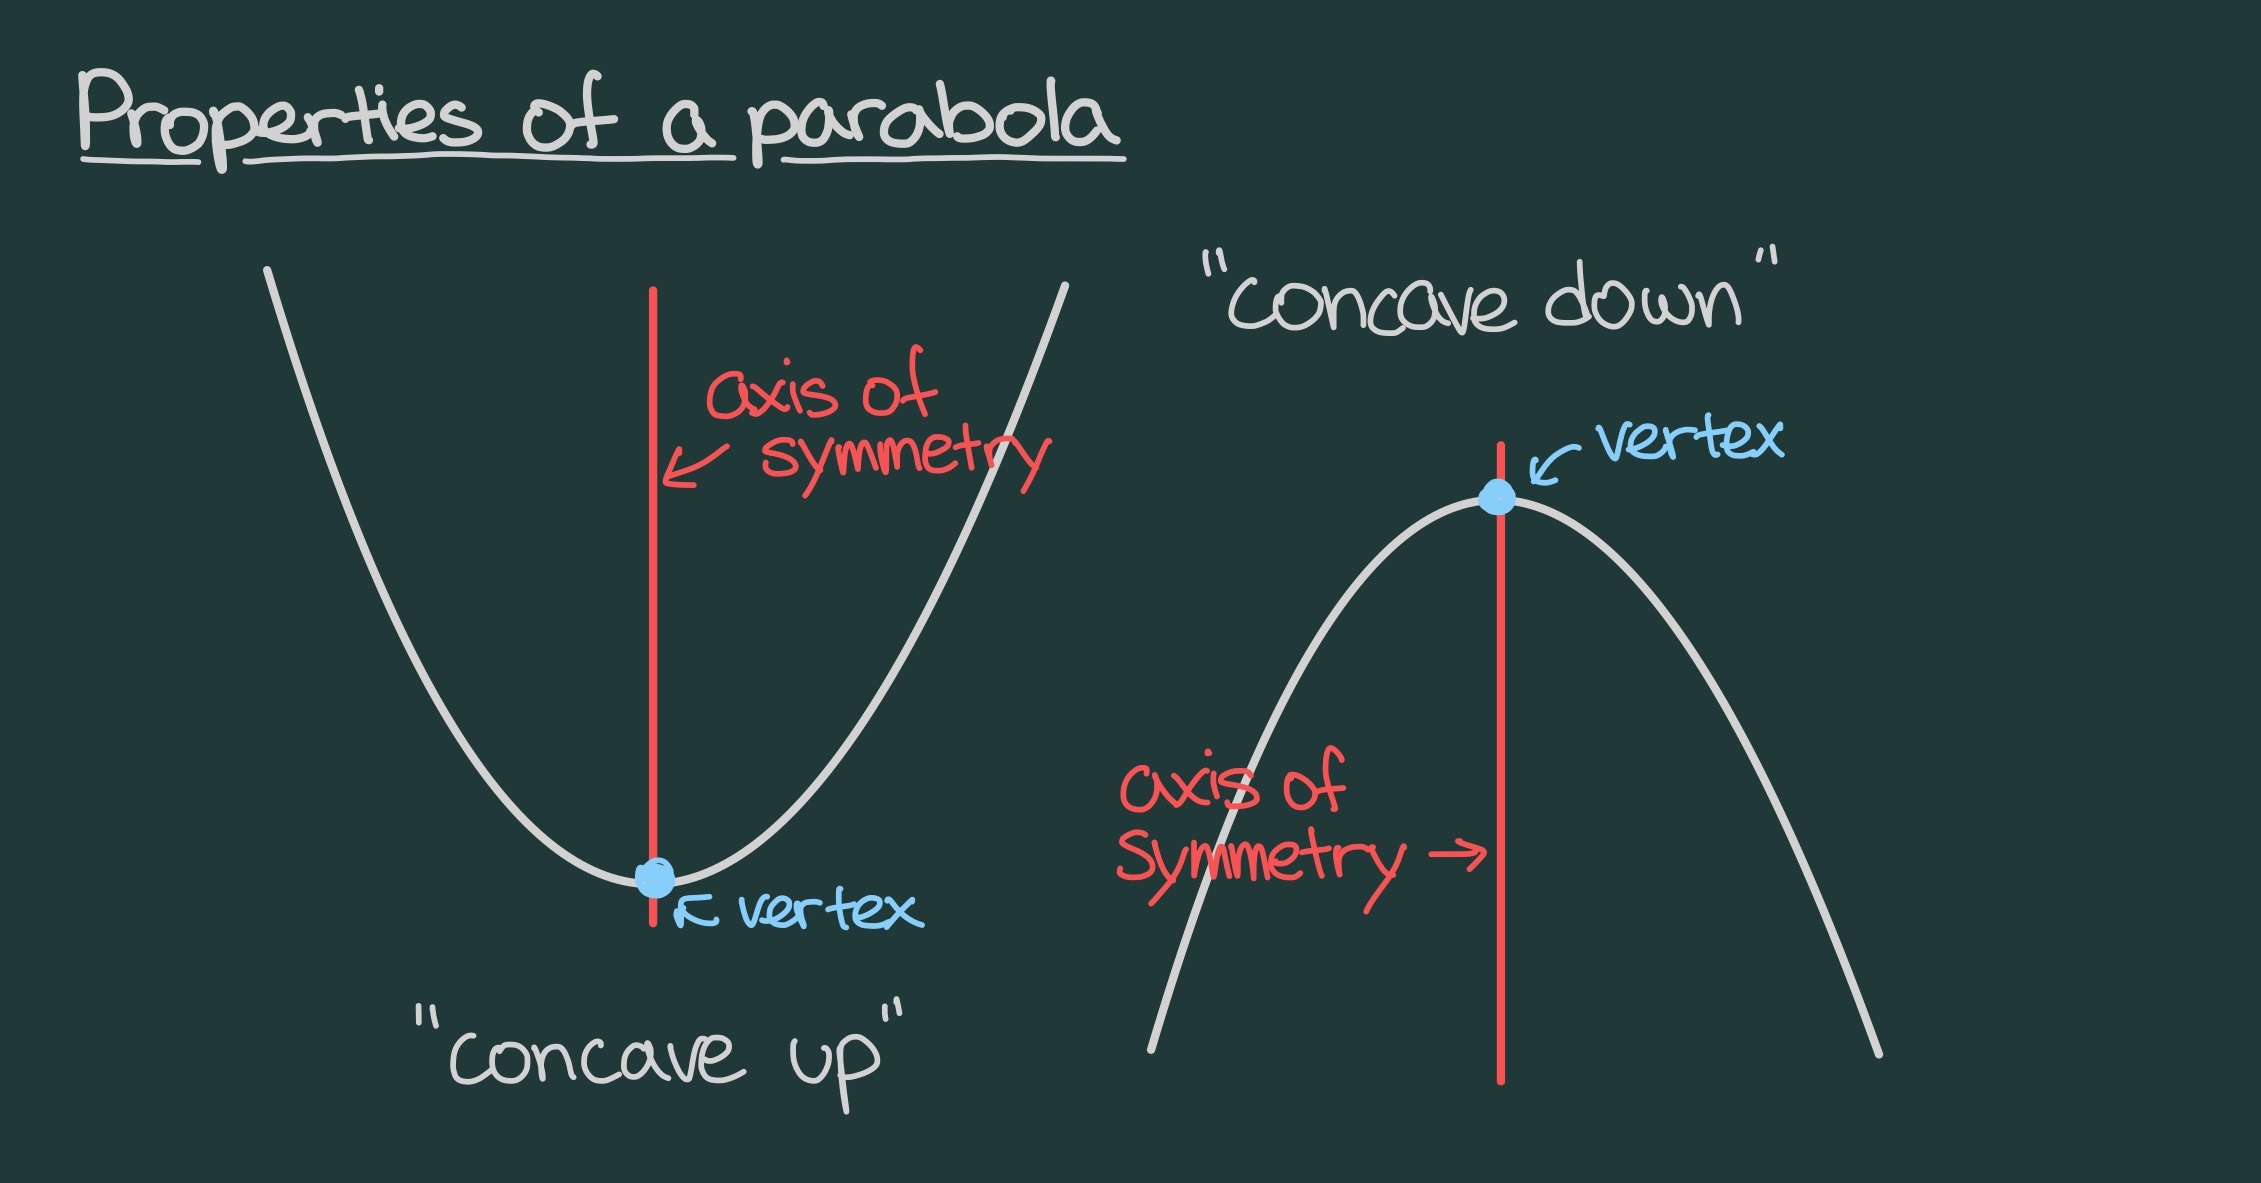 Properties of a parabola
axis of
symmetry
vertex
"concave up"
"concave down"
vertex
axis of
symmetry